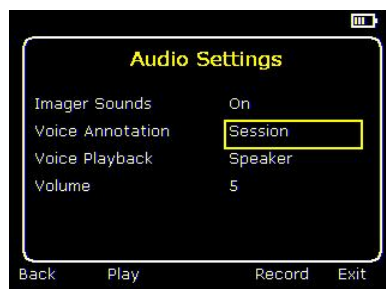 Audio Settings
Imager Sounds On
Voice Annotation Session
Voice Playback Speaker
Volume 5
Back Play Record Exit